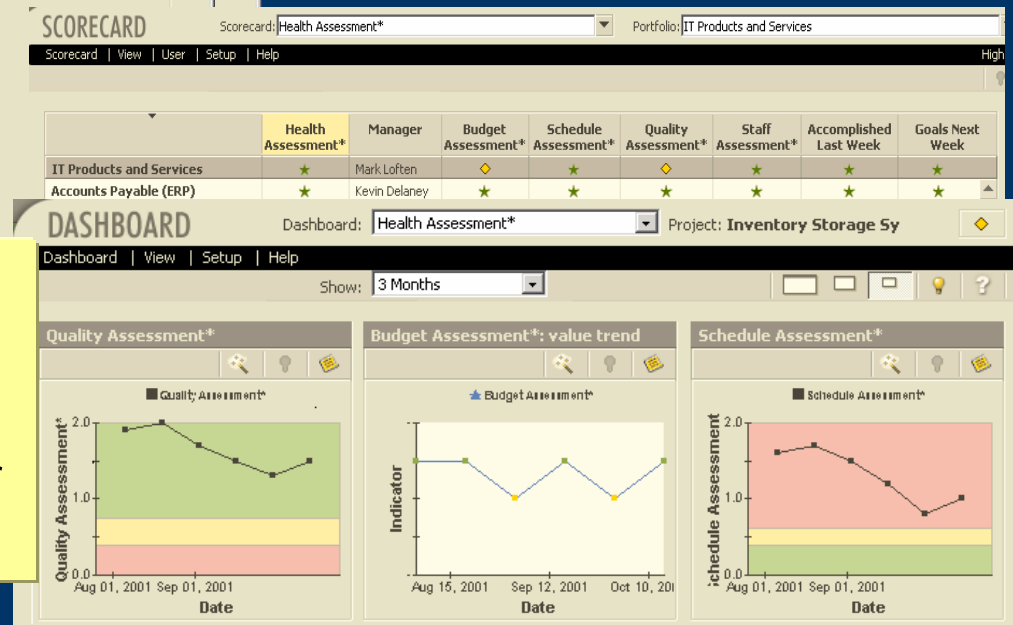 SCORECARD Scorecard: Health Assessment* Portfolio: IT Products and Services
Scorecard | View | User | Setup | Help High
Health Assessment* Manager Budget Assessment* Schedule Assessment* Quality Assessment* Staff Assessment* Accomplished Last Week Goals Next Week
IT Products and Services Mark Loften
Accounts Payable (ERP) Kevin Delaney
DASHBOARD Dashboard: Health Assessment* Project: Inventory Storage Sy
Dashboard | View | Setup | Help
Show: 3 Months
Quality Assessment* Budget Assessment*: value trend Schedule Assessment*
Quality Assessment* Budget Assessment* Schedule Assessment*
Quality Assessment*
2.0
1.0
0.0
Aug 01, 2001 Sep 01, 2001
Date
Indicator
Aug 15, 2001 Sep 12, 2001 Oct 10, 200
Date
Schedule Assessment
2.0
1.0
0.0
Aug 01, 2001 Sep 01, 2001
Date